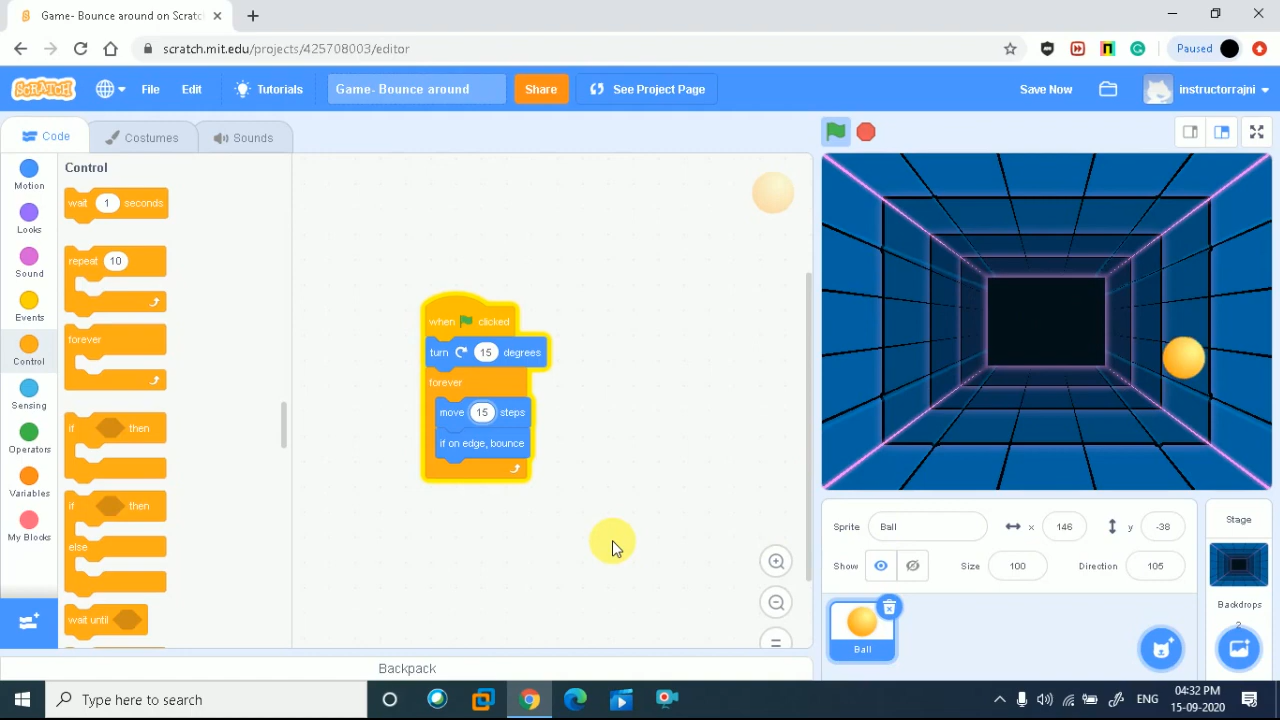 Game- Bounce around on Scratch
scratch.mit.edu/projects/425708003/editor
Paused
SCRATCH
File
Edit
Tutorials
Game- Bounce around
Share
See Project Page
Save Now
instructorrajni
Code
Costumes
Sounds
Motion
Looks
Sound
Events
Control
Sensing
Operators
Variables
My Blocks
Control
wait 1 seconds
repeat 10
forever
if then
if then
else
wait until
when clicked
turn 15 degrees
forever
move 15 steps
if on edge, bounce
Sprite Ball x 146 y -38
Show Size 100 Direction 105
Ball
Stage
Backdrops
2
Backpack
Type here to search
ENG
04:32 PM
15-09-2020